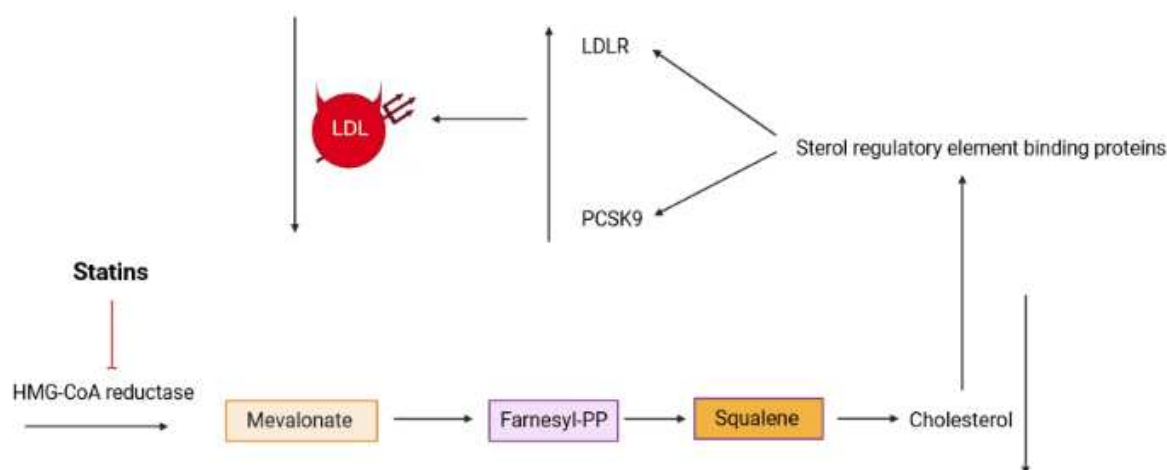 LDLR
LDL
Sterol regulatory element binding proteins
PCSK9
Statins
HMG-CoA reductase
Mevalonate
Farnesyl-PP
Squalene
Cholesterol